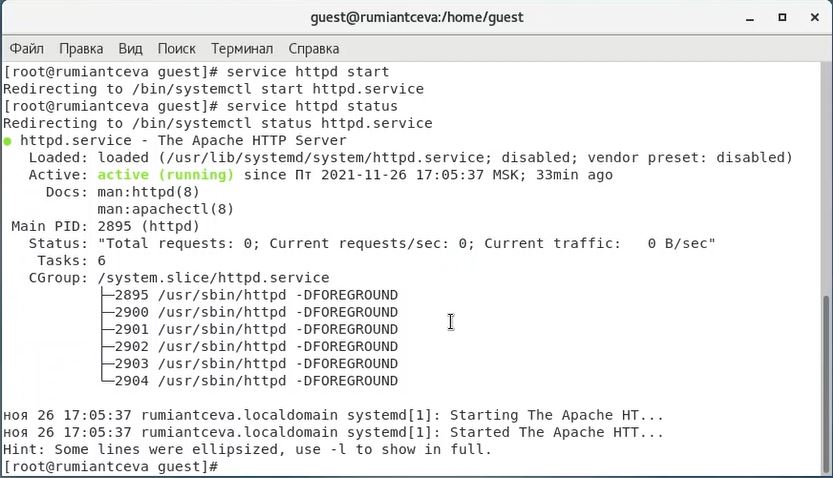 guest@rumiantceva:/home/guest
Файл Правка Вид Поиск Терминал Справка
[root@rumiantceva guest]# service httpd start
Redirecting to /bin/systemctl start httpd.service
[root@rumiantceva guest]# service httpd status
Redirecting to /bin/systemctl status httpd.service
● httpd.service - The Apache HTTP Server
   Loaded: loaded (/usr/lib/systemd/system/httpd.service; disabled; vendor preset: disabled)
   Active: active (running) since Пт 2021-11-26 17:05:37 MSK; 33min ago
     Docs: man:httpd(8)
           man:apachectl(8)
 Main PID: 2895 (httpd)
   Status: "Total requests: 0; Current requests/sec: 0; Current traffic:   0 B/sec"
    Tasks: 6
   CGroup: /system.slice/httpd.service
           ├─2895 /usr/sbin/httpd -DFOREGROUND
           ├─2900 /usr/sbin/httpd -DFOREGROUND
           ├─2901 /usr/sbin/httpd -DFOREGROUND
           ├─2902 /usr/sbin/httpd -DFOREGROUND
           ├─2903 /usr/sbin/httpd -DFOREGROUND
           └─2904 /usr/sbin/httpd -DFOREGROUND
ноя 26 17:05:37 rumiantceva.localdomain systemd[1]: Starting The Apache HT...
ноя 26 17:05:37 rumiantceva.localdomain systemd[1]: Started The Apache HTT...
Hint: Some lines were ellipsized, use -l to show in full.
[root@rumiantceva guest]#